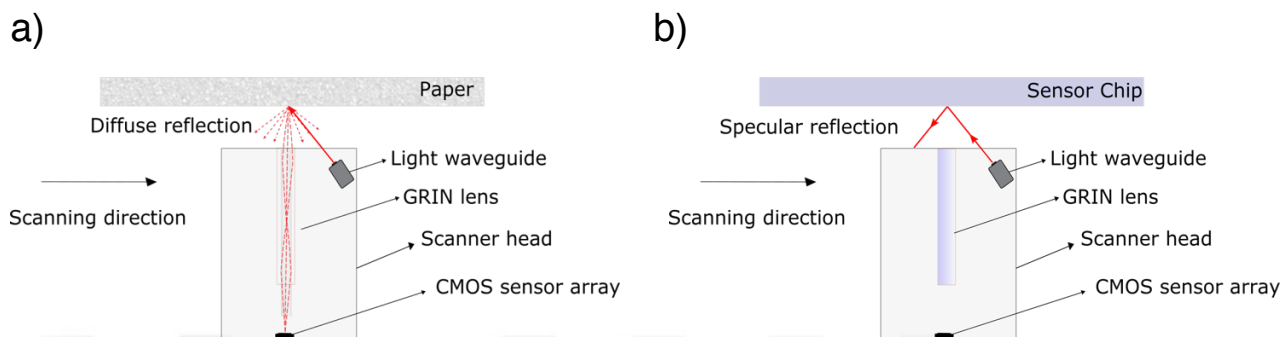 a)
Paper
Diffuse reflection
Light waveguide
GRIN lens
Scanning direction
Scanner head
CMOS sensor array
b)
Sensor Chip
Specular reflection
Light waveguide
GRIN lens
Scanning direction
Scanner head
CMOS sensor array